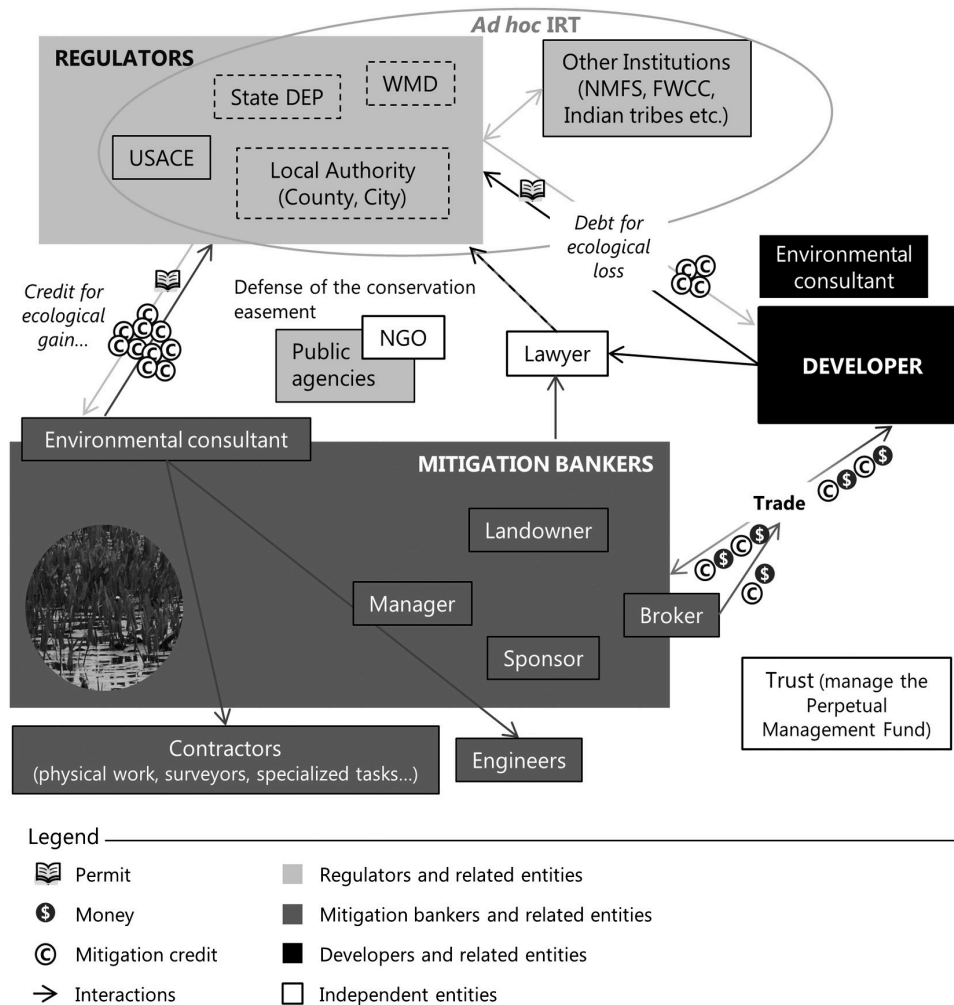 Ad hoc IRT
REGULATORS
State DEP
WMD
Other Institutions
(NMFS, FWCC,
Indian tribes etc.)
USACE
Local Authority
(County, City)
Debt for
ecological
loss
Environmental
consultant
Credit for
ecological
gain...
Defense of the conservation
easement
NGO
Public
agencies
Lawyer
DEVELOPER
Environmental consultant
MITIGATION BANKERS
Landowner
Trade
Manager
Broker
Sponsor
Trust (manage the
Perpetual
Management Fund)
Contractors
(physical work, surveyors, specialized tasks...)
Engineers
Legend
Permit
Regulators and related entities
$ Money
Mitigation bankers and related entities
© Mitigation credit
Developers and related entities
Interactions
Independent entities